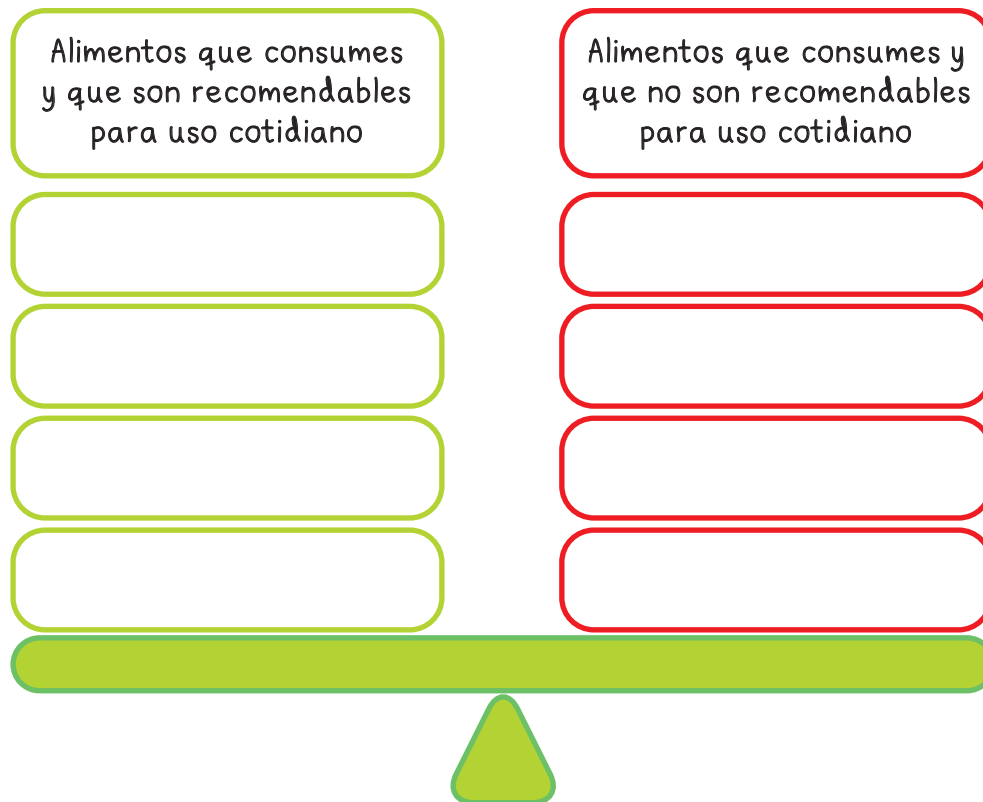 Alimentos que consumes
y que son recomendables
para uso cotidiano
Alimentos que consumes y
que no son recomendables
para uso cotidiano